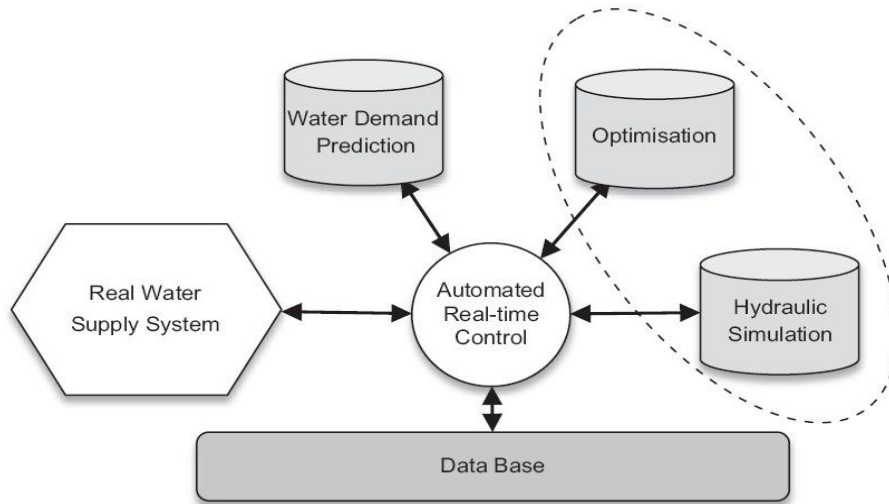 Water Demand
Prediction
Optimisation
Real Water
Supply System
Automated
Real-time
Control
Hydraulic
Simulation
Data Base